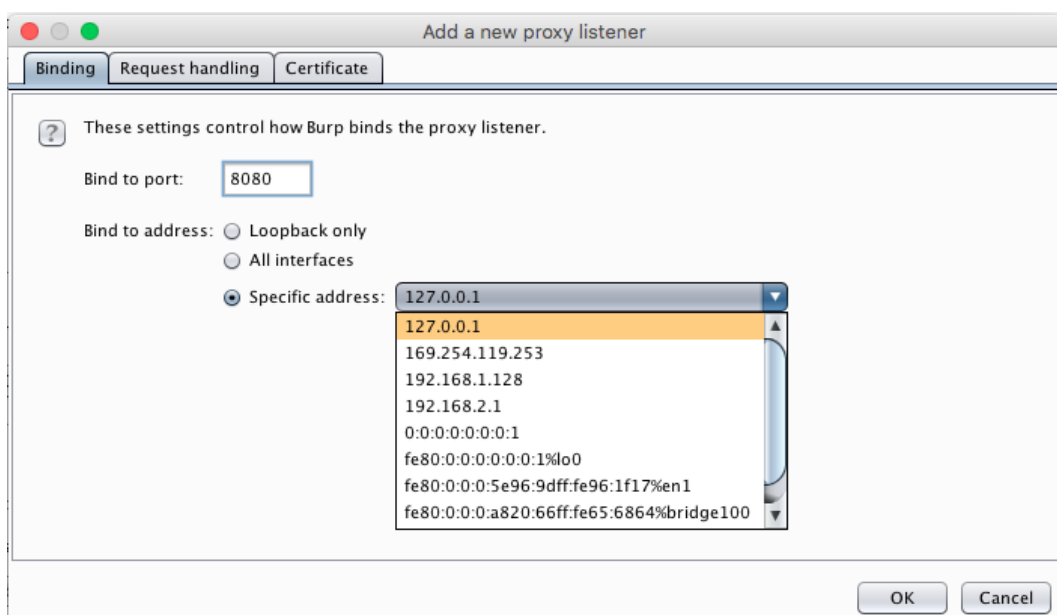 Add a new proxy listener
Binding Request handling Certificate
? These settings control how Burp binds the proxy listener.
Bind to port: 8080
Bind to address: Loopback only
All interfaces
Specific address: 127.0.0.1
127.0.0.1
169.254.119.253
192.168.1.128
192.168.2.1
0:0:0:0:0:0:0:1
fe80:0:0:0:0:0:0:1%lo0
fe80:0:0:0:5e96:9dff:fe96:1f17%en1
fe80:0:0:0:a820:66ff:fe65:6864%bridge100
OK Cancel